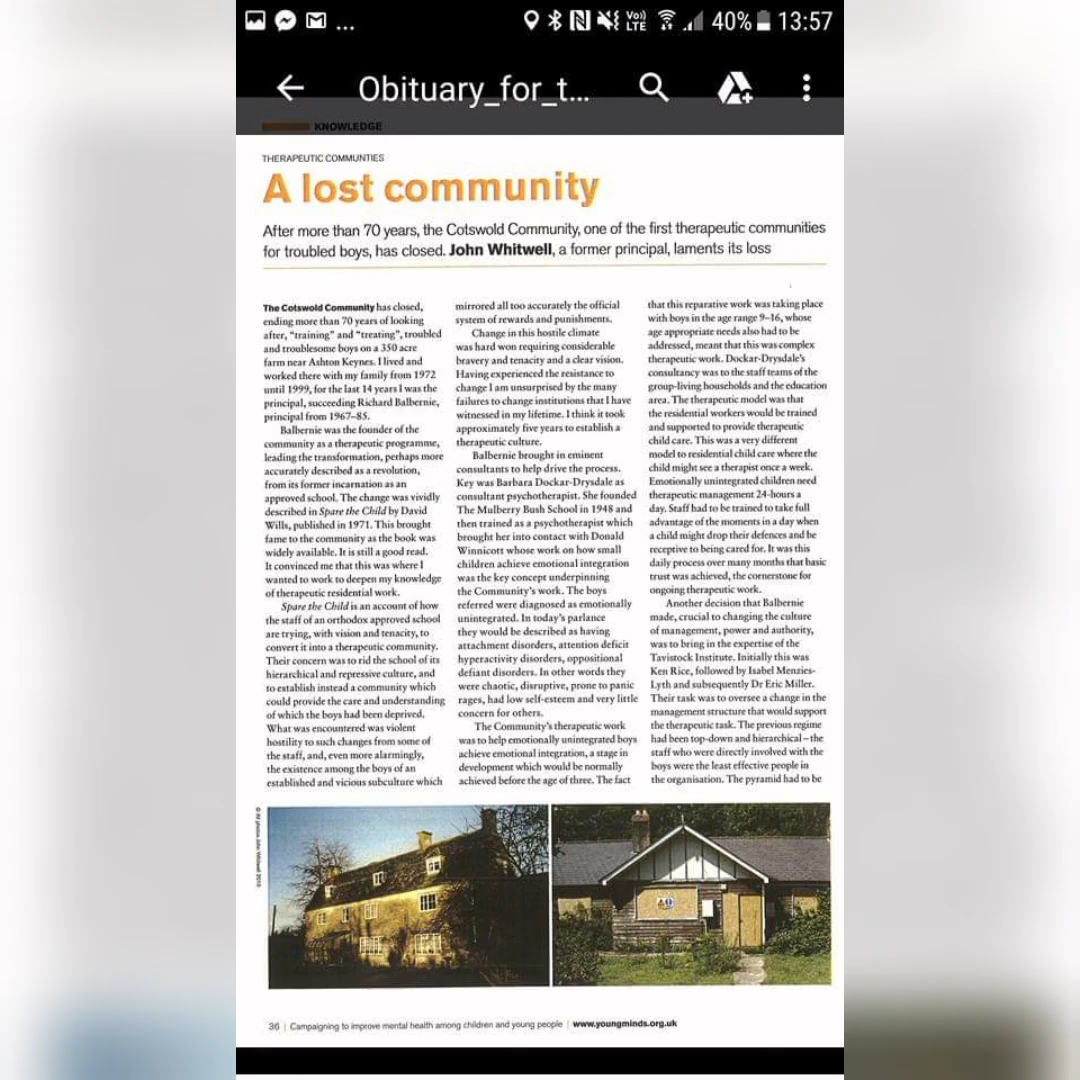 ... Vo)) LTE 40% 13:57
Obituary_for_t...
KNOWLEDGE
THERAPEUTIC COMMUNTIES
A lost community
After more than 70 years, the Cotswold Community, one of the first therapeutic communities
for troubled boys, has closed. John Whitwell, a former principal, laments its loss
The Cotswold Community has closed,
ending more than 70 years of looking
after, “training” and “treating”, troubled
and troublesome boys on a 350 acre
farm near Ashton Keynes. I lived and
worked there with my family from 1972
until 1999, for the last 14 years I was the
principal, succeeding Richard Balbernie,
principal from 1967–85.
Balbernie was the founder of the
community as a therapeutic programme,
leading the transformation, perhaps more
accurately described as a revolution,
from its former incarnation as an
approved school. The change was vividly
described in Spare the Child by David
Wills, published in 1971. This brought
fame to the community as the book was
widely available. It is still a good read.
It convinced me that this was where I
wanted to work to deepen my knowledge
of therapeutic residential work.
Spare the Child is an account of how
the staff of an orthodox approved school
are trying, with vision and tenacity, to
convert it into a therapeutic community.
Their concern was to rid the school of its
hierarchical and repressive culture, and
to establish instead a community which
could provide the care and understanding
of which the boys had been deprived.
What was encountered was violent
hostility to such changes from some of
the staff, and, even more alarmingly,
the existence among the boys of an
established and vicious subculture which
mirrored all too accurately the official
system of rewards and punishments.
Change in this hostile climate
was hard won requiring considerable
bravery and tenacity and a clear vision.
Having experienced the resistance to
change I am unsurprised by the many
failures to change institutions that I have
witnessed in my lifetime. I think it took
approximately five years to establish a
therapeutic culture.
Balbernie brought in eminent
consultants to help drive the process.
Key was Barbara Dockar-Drysdale as
consultant psychotherapist. She founded
The Mulberry Bush School in 1948 and
then trained as a psychotherapist which
brought her into contact with Donald
Winnicott whose work on how small
children achieve emotional integration
was the key concept underpinning
the Community's work. The boys
referred were diagnosed as emotionally
unintegrated. In today's parlance
they would be described as having
attachment disorders, attention deficit
hyperactivity disorders, oppositional
defiant disorders. In other words they
were chaotic, disruptive, prone to panic
rages, had low self-esteem and very little
concern for others.
The Community's therapeutic work
was to help emotionally unintegrated boys
achieve emotional integration, a stage in
development which would be normally
achieved before the age of three. The fact
that this reparative work was taking place
with boys in the age range 9–16, whose
age appropriate needs also had to be
addressed, meant that this was complex
therapeutic work. Dockar-Drysdale's
consultancy was to the staff teams of the
group-living households and the education
area. The therapeutic model was that
the residential workers would be trained
and supported to provide therapeutic
child care. This was a very different
model to residential child care where the
child might see a therapist once a week.
Emotionally unintegrated children need
therapeutic management 24-hours a
day. Staff had to be trained to take full
advantage of the moments in a day when
a child might drop their defences and be
receptive to being cared for. It was this
daily process over many months that basic
trust was achieved, the cornerstone for
ongoing therapeutic work.
Another decision that Balbernie
made, crucial to changing the culture
of management, power and authority,
was to bring in the expertise of the
Tavistock Institute. Initially this was
Ken Rice, followed by Isabel Menzies-
Lyth and subsequently Dr Eric Miller.
Their task was to oversee a change in the
management structure that would support
the therapeutic task. The previous regime
had been top-down and hierarchical – the
staff who were directly involved with the
boys were the least effective people in
the organisation. The pyramid had to be
© All photos John Whitwell 2010
36 | Campaigning to improve mental health among children and young people | www.youngminds.org.uk